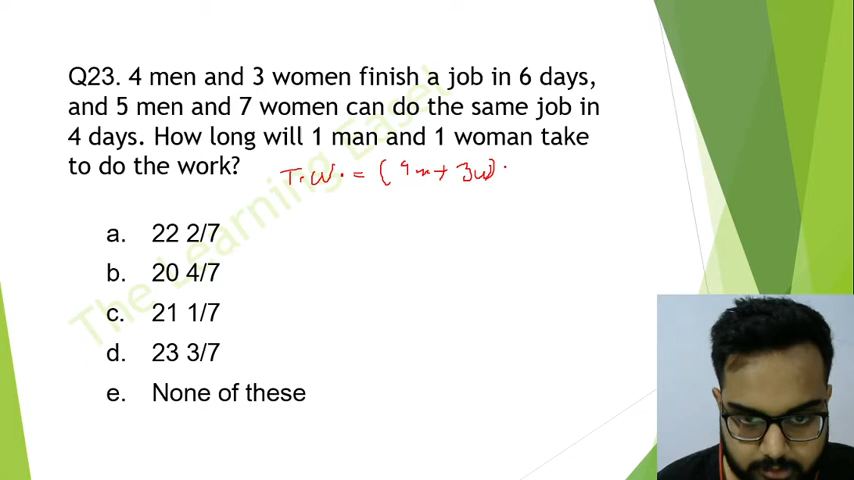 Q23. 4 men and 3 women finish a job in 6 days,
and 5 men and 7 women can do the same job in
4 days. How long will 1 man and 1 woman take
to do the work?
T.W. = (4m + 3w) .
a. 22 2/7
b. 20 4/7
c. 21 1/7
d. 23 3/7
e. None of these
The Learning Easel